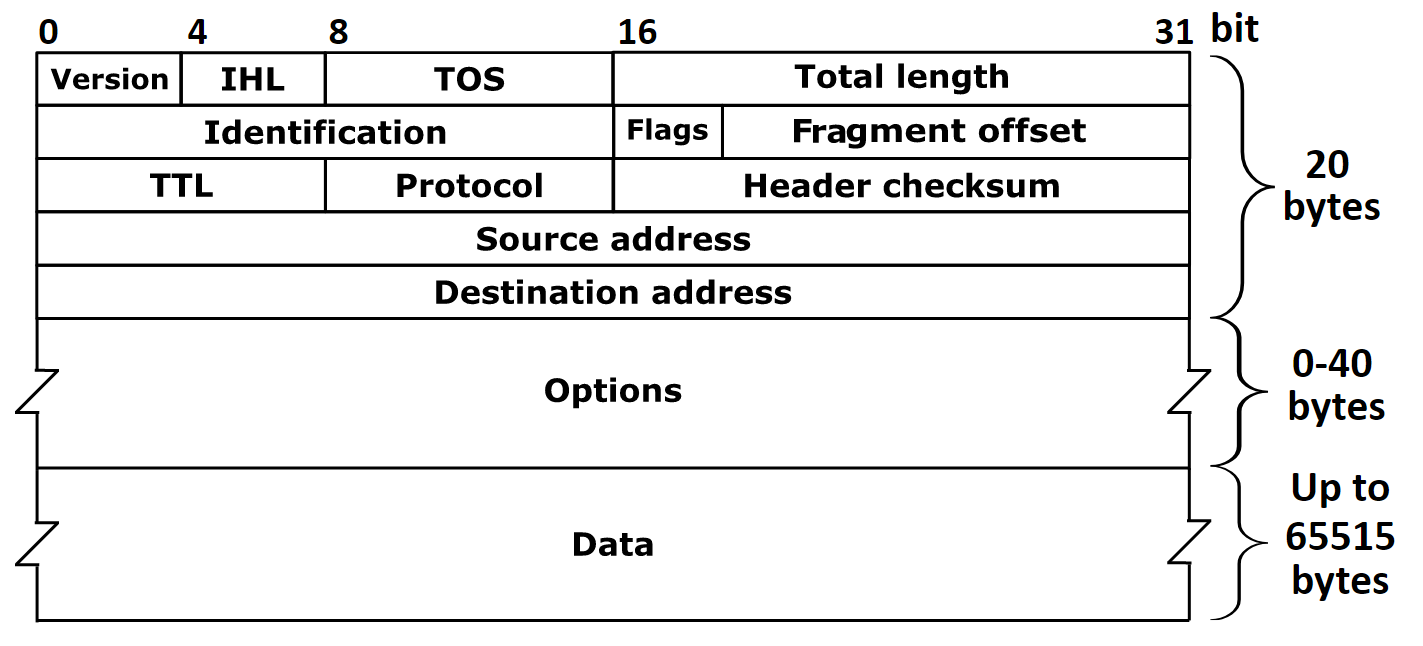 0 4 8 16 31 bit
Version IHL TOS Total length
Identification Flags Fragment offset
TTL Protocol Header checksum
Source address
Destination address
20
bytes
Options
0-40
bytes
Data
Up to
65515
bytes